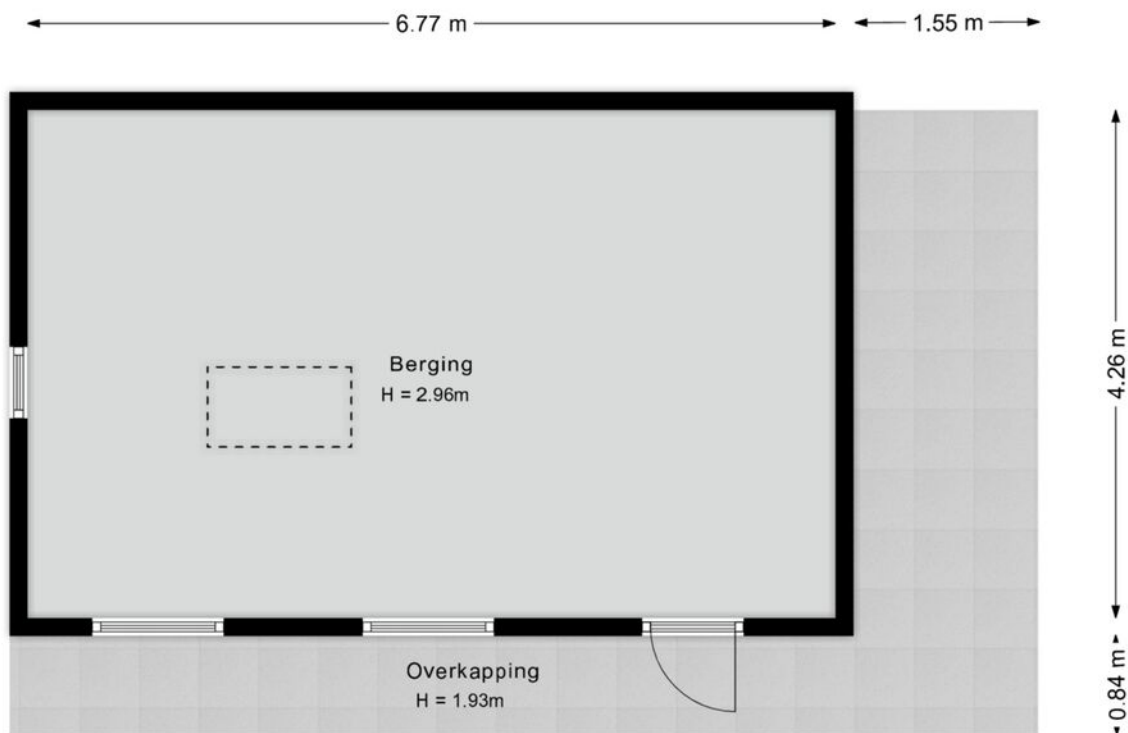 6.77 m
1.55 m
4.26 m
Berging
H = 2.96m
0.84 m
Overkapping
H = 1.93m